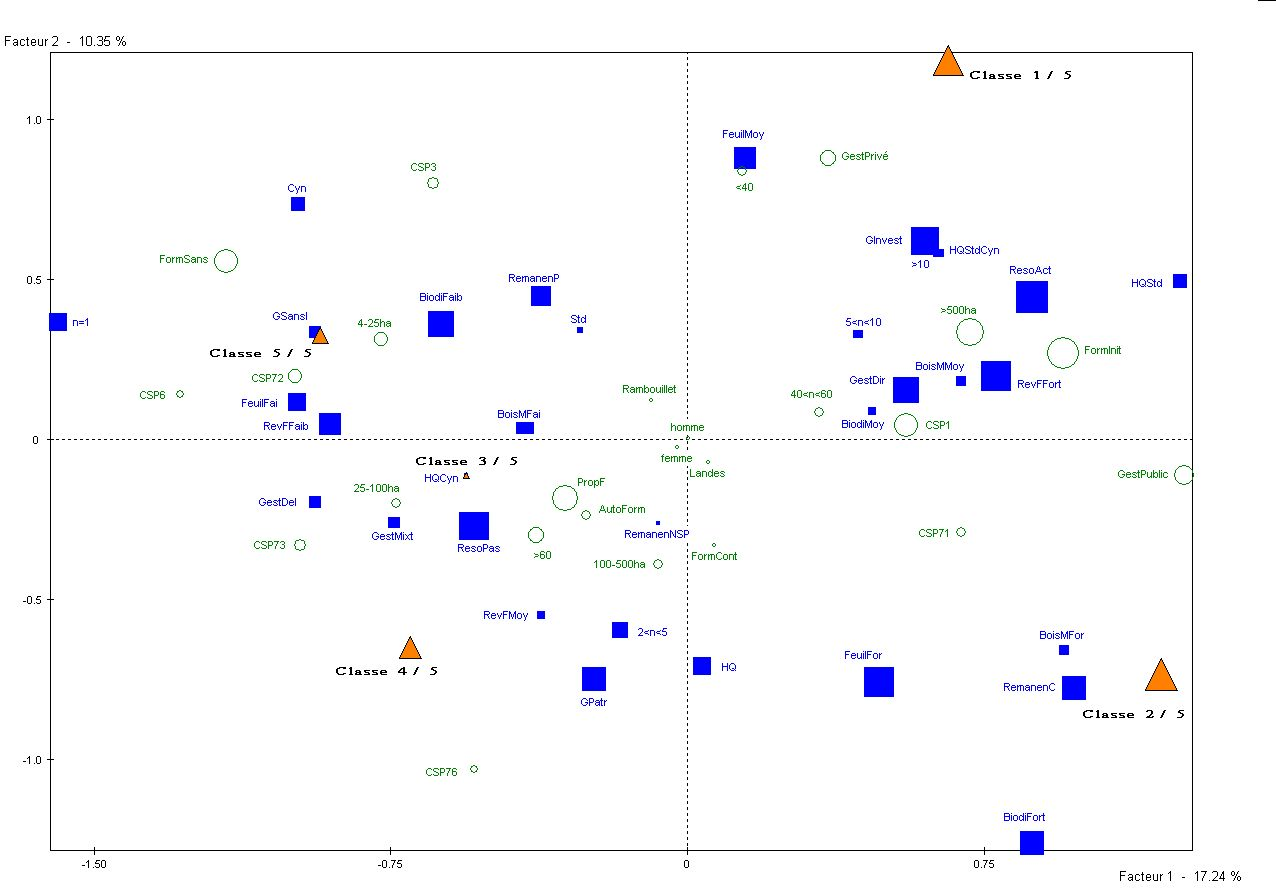 Facteur 2 - 10.35 %
Classe 1 / 5
1.0
FeuilMoy
GestPrivé
CSP3
<40
Cyn
FormSans
GInvest
HQStdCyn
>10
RemanenP
ResoAct
HQStd
0.5
BiodiFaib
>500ha
n=1
GSansI
4-25ha
Std
5<n<10
Classe 5 / 5
FormInit
BoisMMoy
CSP72
GestDir
RevFFort
CSP6
Rambouillet
40<n<60
FeuilFai
BoisMFai
BiodiMoy
CSP1
RevFFaib
homme
0
femme
Classe 3 / 5
Landes
HQCyn
GestPublic
25-100ha
PropF
GestDel
AutoForm
GestMixt
RemanenNSP
CSP71
CSP73
ResoPas
>60
FormCont
100-500ha
-0.5
RevFMoy
2<n<5
BoisMFor
FeuilFor
HQ
Classe 4 / 5
RemanenC
GPatr
Classe 2 / 5
-1.0
CSP76
BiodiFort
-1.50
-0.75
0
0.75
Facteur 1 - 17.24 %